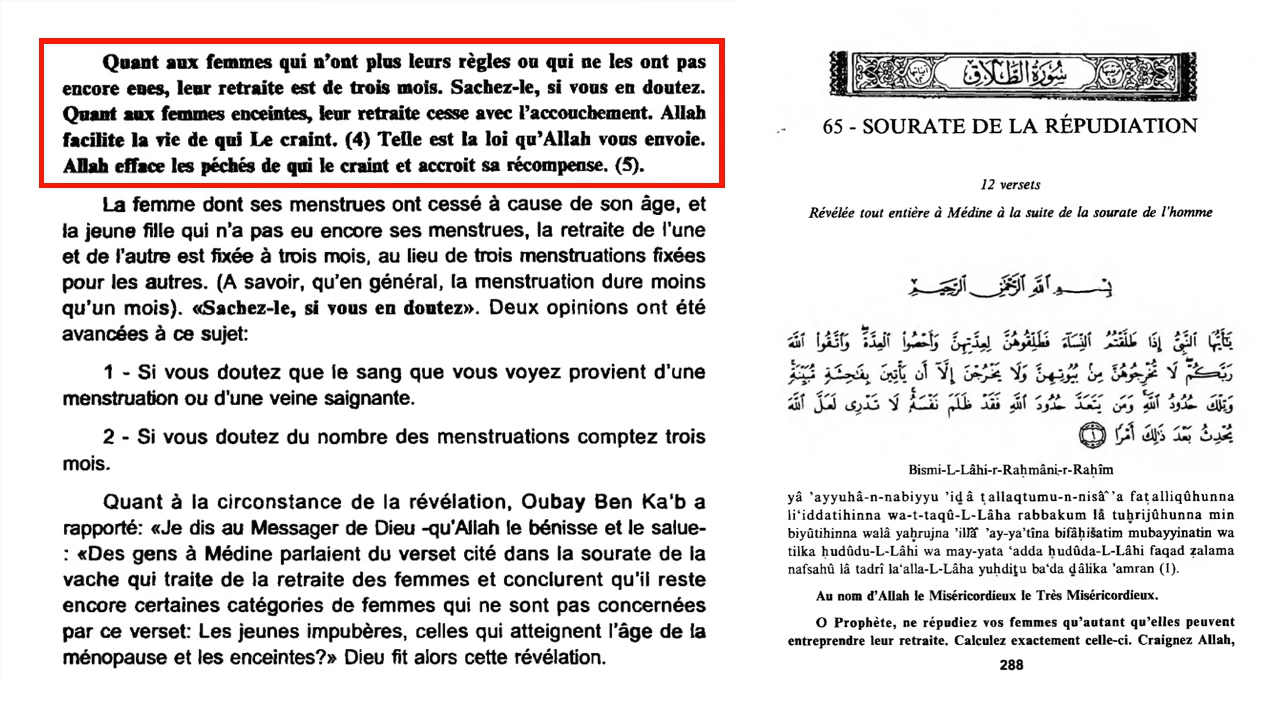 Quant aux femmes qui n'ont plus leurs règles ou qui ne les ont pas
encore eues, leur retraite est de trois mois. Sachez-le, si vous en doutez.
Quant aux femmes enceintes, leur retraite cesse avec l'accouchement. Allah
facilite la vie de qui Le craint. (4) Telle est la loi qu'Allah vous envoie.
Allah efface les péchés de qui le craint et accroit sa récompense. (5).
La femme dont ses menstrues ont cessé à cause de son âge, et
la jeune fille qui n'a pas eu encore ses menstrues, la retraite de l'une
et de l'autre est fixée à trois mois, au lieu de trois menstruations fixées
pour les autres. (A savoir, qu'en général, la menstruation dure moins
qu'un mois). «Sachez-le, si vous en doutez». Deux opinions ont été
avancées à ce sujet:
1 - Si vous doutez que le sang que vous voyez provient d'une
menstruation ou d'une veine saignante.
2 - Si vous doutez du nombre des menstruations comptez trois
mois.
Quant à la circonstance de la révélation, Oubay Ben Ka'b a
rapporté: «Je dis au Messager de Dieu -qu'Allah le bénisse et le salue-
: «Des gens à Médine parlaient du verset cité dans la sourate de la
vache qui traite de la retraite des femmes et conclurent qu'il reste
encore certaines catégories de femmes qui ne sont pas concernées
par ce verset: Les jeunes impubères, celles qui atteignent l'âge de la
ménopause et les enceintes?» Dieu fit alors cette révélation.
سُورَةُ الطَّلَاقِ
65 - SOURATE DE LA RÉPUDIATION
12 versets
Révélée tout entière à Médine à la suite de la sourate de l'homme
بِسْمِ اللَّهِ الرَّحْمَٰنِ الرَّحِيمِ
يَٰٓأَيُّهَا ٱلنَّبِىُّ إِذَا طَلَّقْتُمُ ٱلنِّسَآءَ فَطَلِّقُوهُنَّ لِعِدَّتِهِنَّ وَأَحْصُوا۟ ٱلْعِدَّةَ وَٱتَّقُوا۟ ٱللَّهَ
رَبَّكُمْ لَا تُخْرِجُوهُنَّ مِنۢ بُيُوتِهِنَّ وَلَا يَخْرُجْنَ إِلَّآ أَن يَأْتِينَ بِفَٰحِشَةٍ مُّبَيِّنَةٍ
وَتِلْكَ حُدُودُ ٱللَّهِ وَمَن يَتَعَدَّ حُدُودَ ٱللَّهِ فَقَدْ ظَلَمَ نَفْسَهُۥ لَا تَدْرِى لَعَلَّ ٱللَّهَ
يُحْدِثُ بَعْدَ ذَٰلِكَ أَمْرًا ١
Bismi-L-Lâhi-r-Raḥmâni-r-Raḥîm
yâ 'ayyuhâ-n-nabiyyu 'iḏâ ṭallaqtumu-n-nisâ'a faṭalliqûhunna
li'iddatihinna wa-t-taqû-L-Lâha rabbakum lâ tuḫrijûhunna min
biyûtihinna walâ yaḫrujna 'illâ 'ay-ya'tîna bifâḥišatim mubayyinatin wa
tilka ḥudûdu-L-Lâhi wa may-yata 'adda ḥudûda-L-Lâhi faqad ẓalama
nafsahû lâ tadrî la'alla-L-Lâha yuḥdiṯu ba'da ḏâlika 'amran (I).
Au nom d'Allah le Miséricordieux le Très Miséricordieux.
O Prophète, ne répudiez vos femmes qu'autant qu'elles peuvent
entreprendre leur retraite. Calculez exactement celle-ci. Craignez Allah,
288